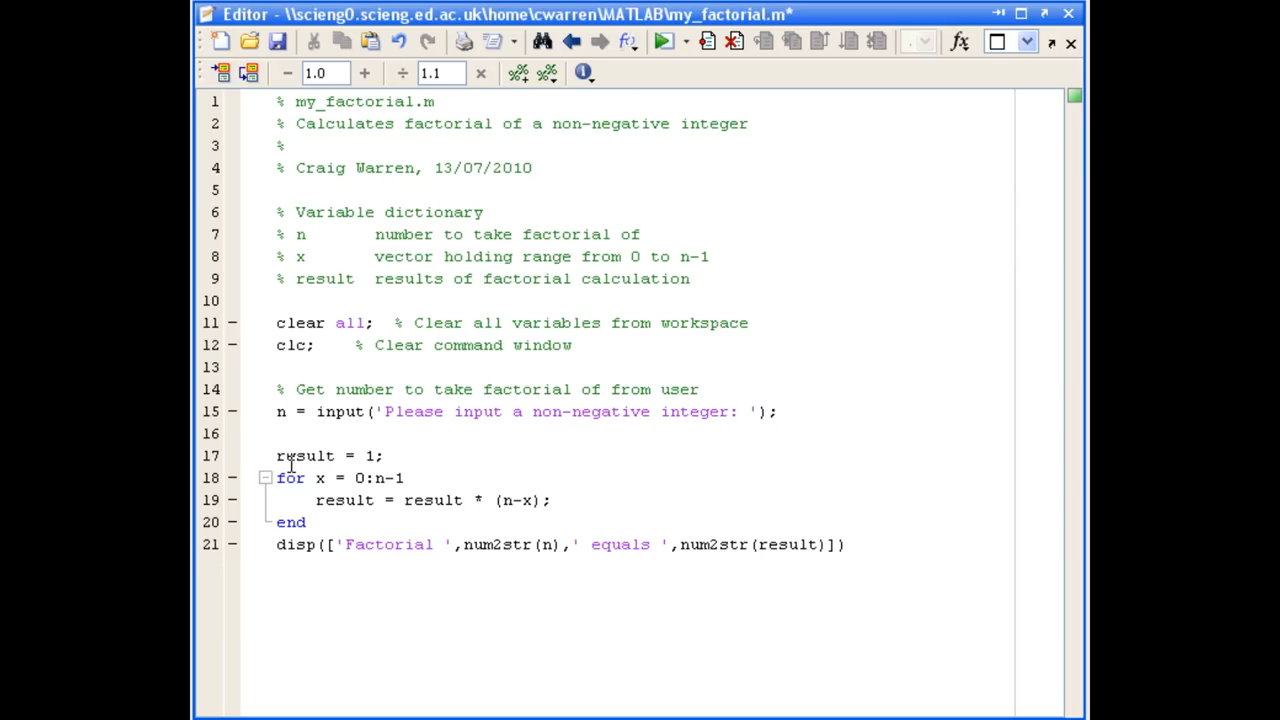 Editor - \\scieng0.scieng.ed.ac.uk\home\cwarren\MATLAB\my_factorial.m*
1.0
1.1
1 % my_factorial.m
2 % Calculates factorial of a non-negative integer
3 %
4 % Craig Warren, 13/07/2010
5
6 % Variable dictionary
7 % n number to take factorial of
8 % x vector holding range from 0 to n-1
9 % result results of factorial calculation
10
11 clear all; % Clear all variables from workspace
12 clc; % Clear command window
13
14 % Get number to take factorial of from user
15 n = input('Please input a non-negative integer: ');
16
17 result = 1;
18 for x = 0:n-1
19 result = result * (n-x);
20 end
21 disp(['Factorial ',num2str(n),' equals ',num2str(result)])